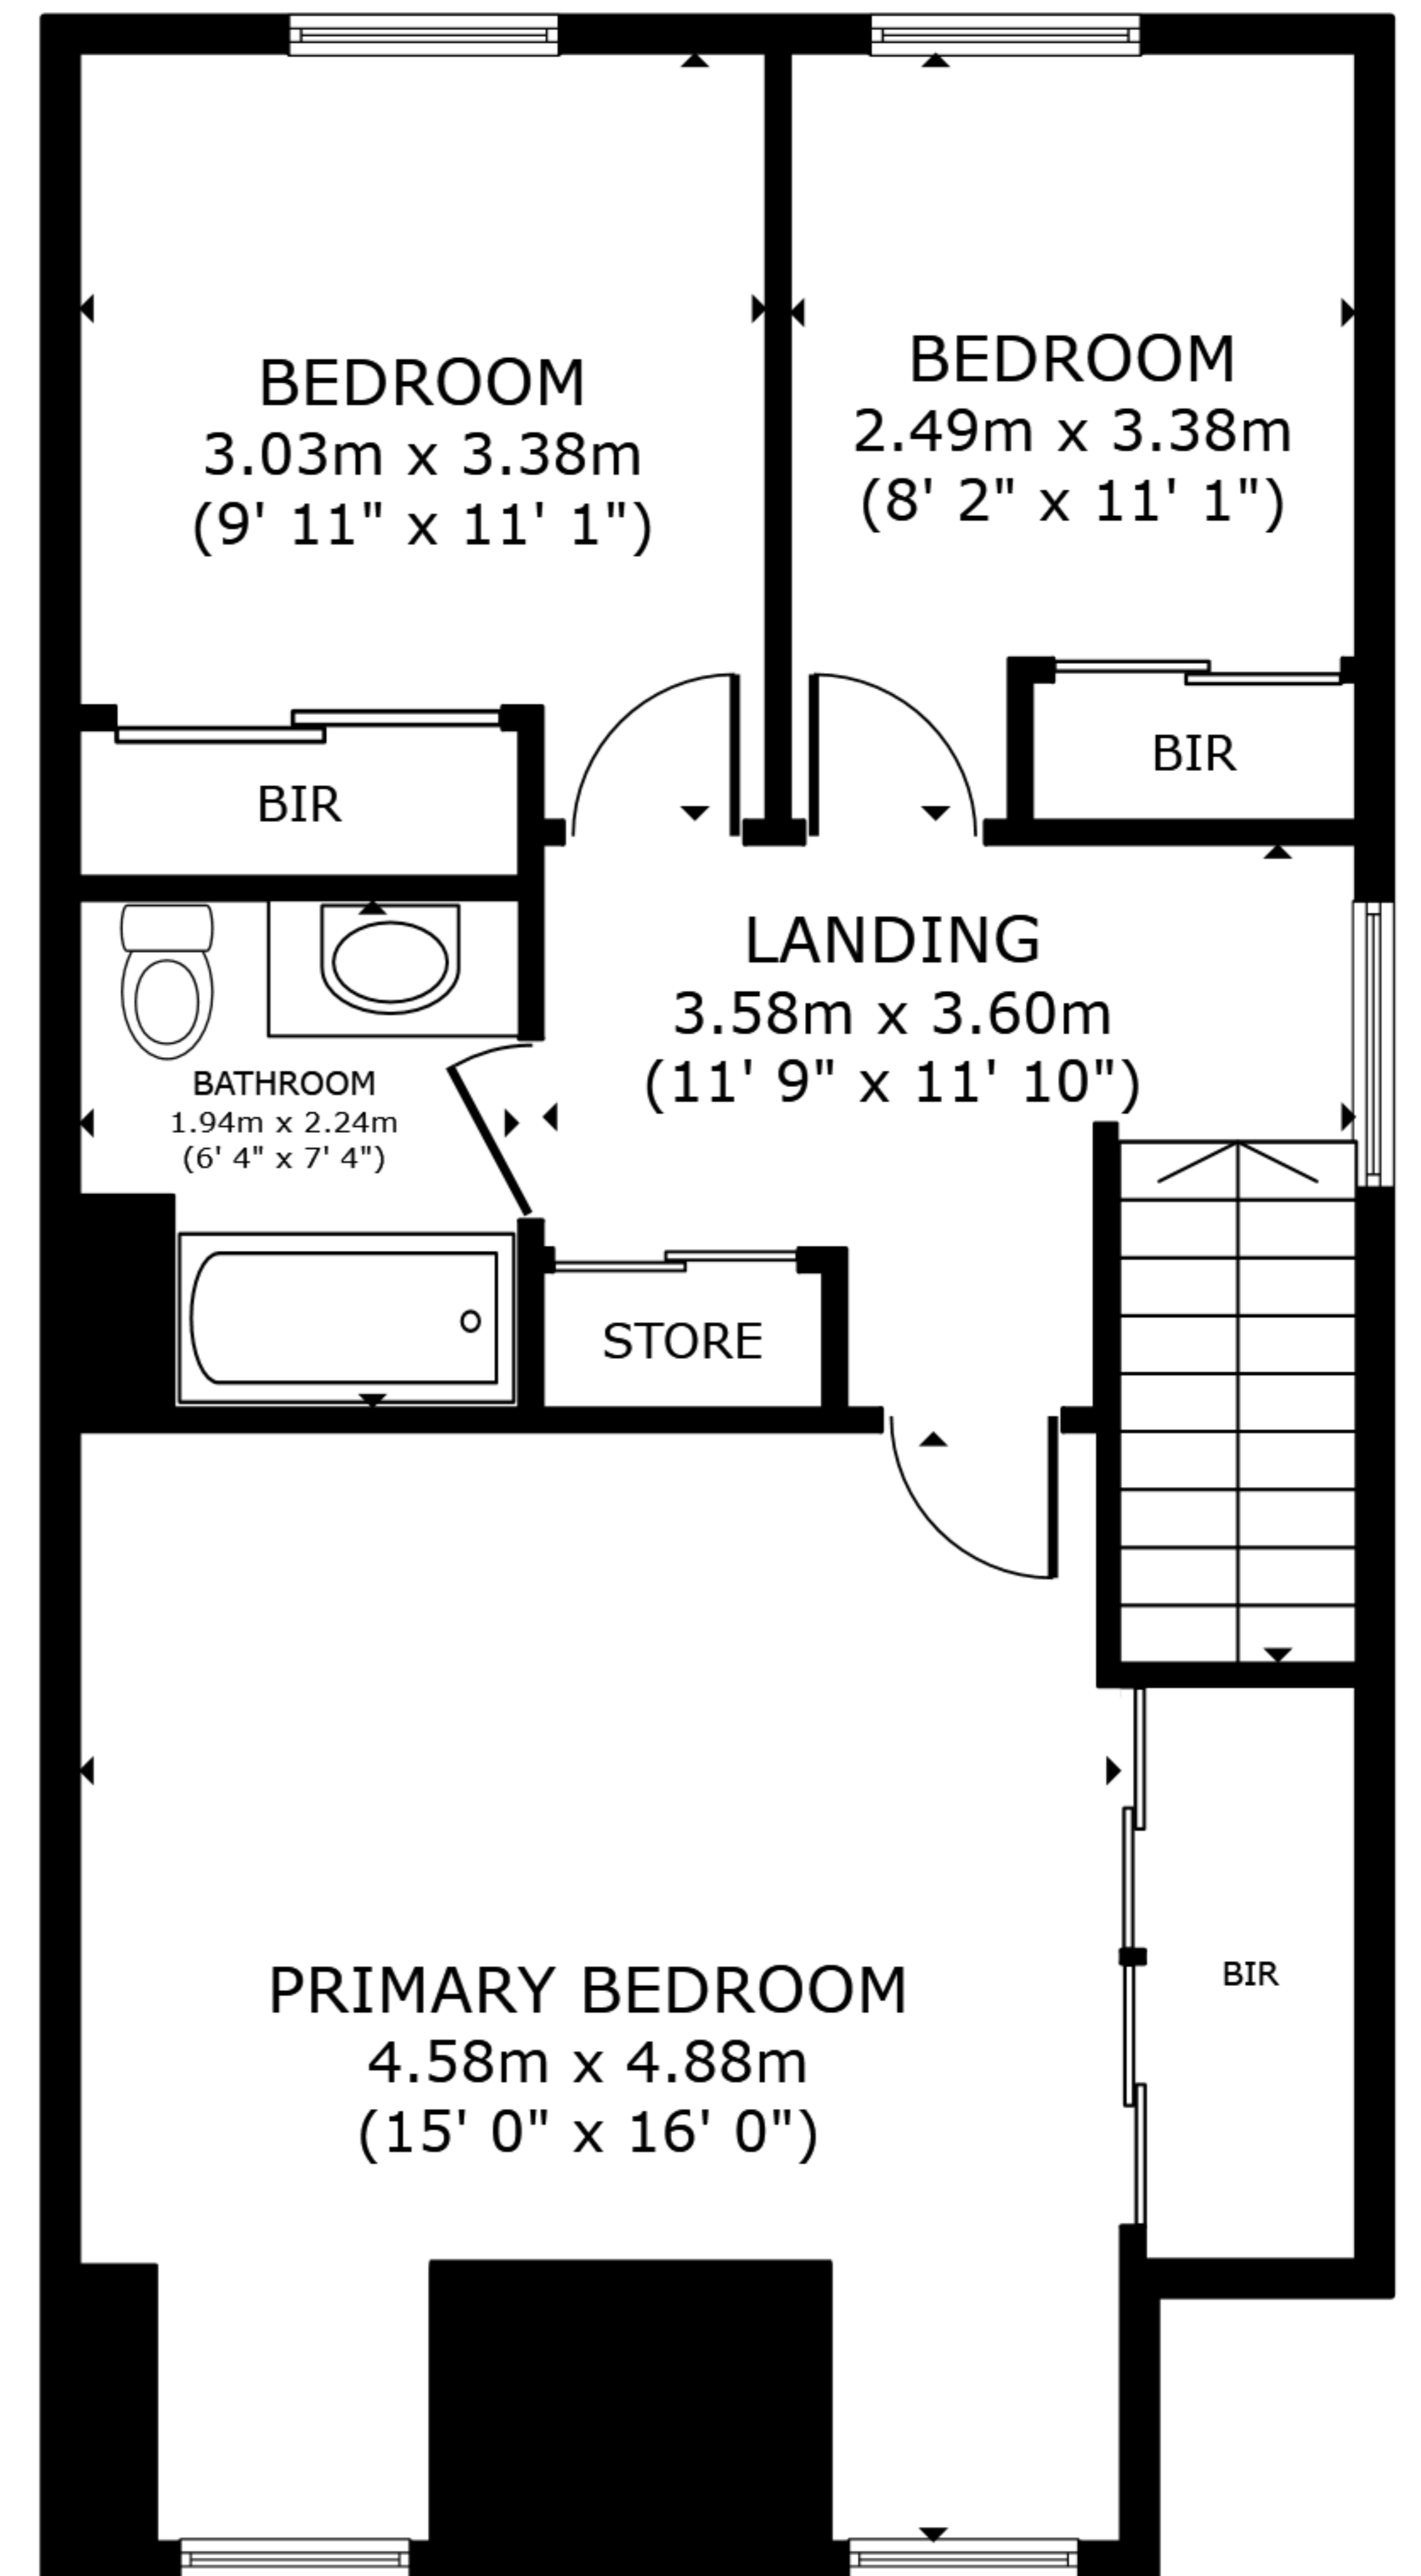 BEDROOM
3.03m x 3.38m
(9' 11" x 11' 1")
BEDROOM
2.49m x 3.38m
(8' 2" x 11' 1")
BIR
BIR
LANDING
3.58m x 3.60m
(11' 9" x 11' 10")
BATHROOM
1.94m x 2.24m
(6' 4" x 7' 4")
STORE
PRIMARY BEDROOM
4.58m x 4.88m
(15' 0" x 16' 0")
BIR